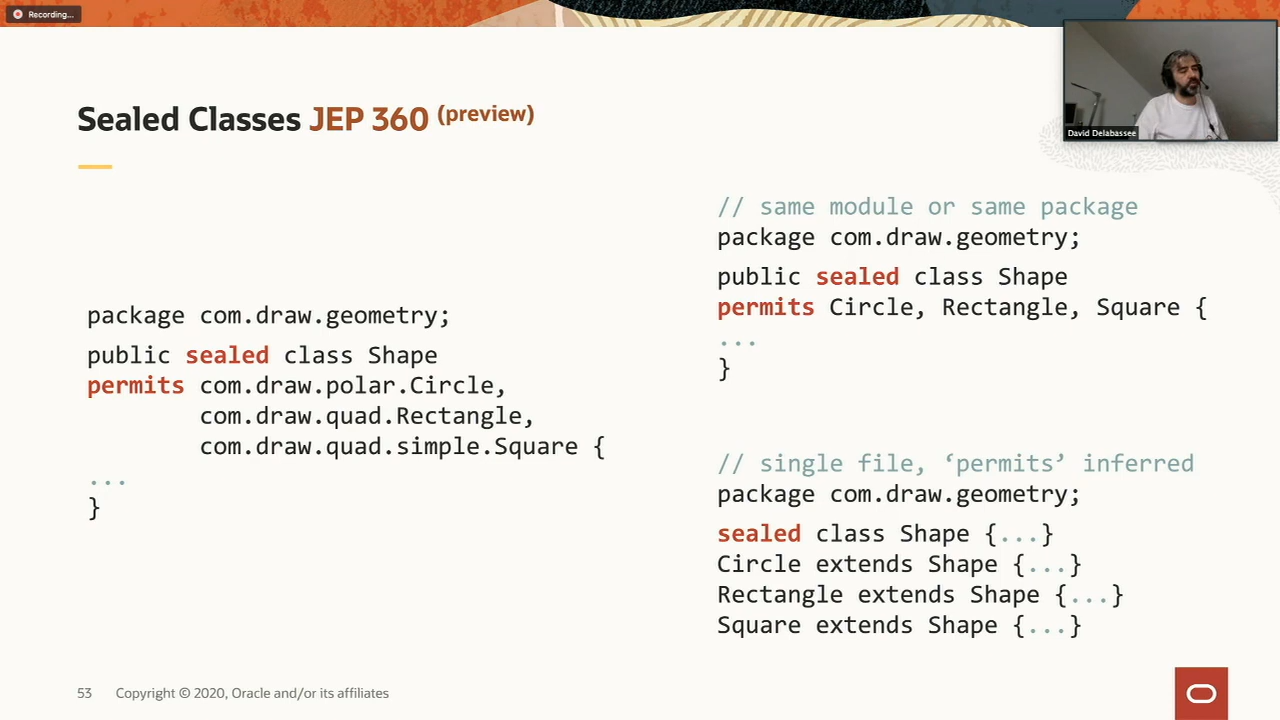 Recording...
David Delabassee
Sealed Classes JEP 360 (preview)
package com.draw.geometry;
public sealed class Shape
permits com.draw.polar.Circle,
com.draw.quad.Rectangle,
com.draw.quad.simple.Square {
...
}
// same module or same package
package com.draw.geometry;
public sealed class Shape
permits Circle, Rectangle, Square {
...
}
// single file, ‘permits’ inferred
package com.draw.geometry;
sealed class Shape {...}
Circle extends Shape {...}
Rectangle extends Shape {...}
Square extends Shape {...}
53 Copyright © 2020, Oracle and/or its affiliates